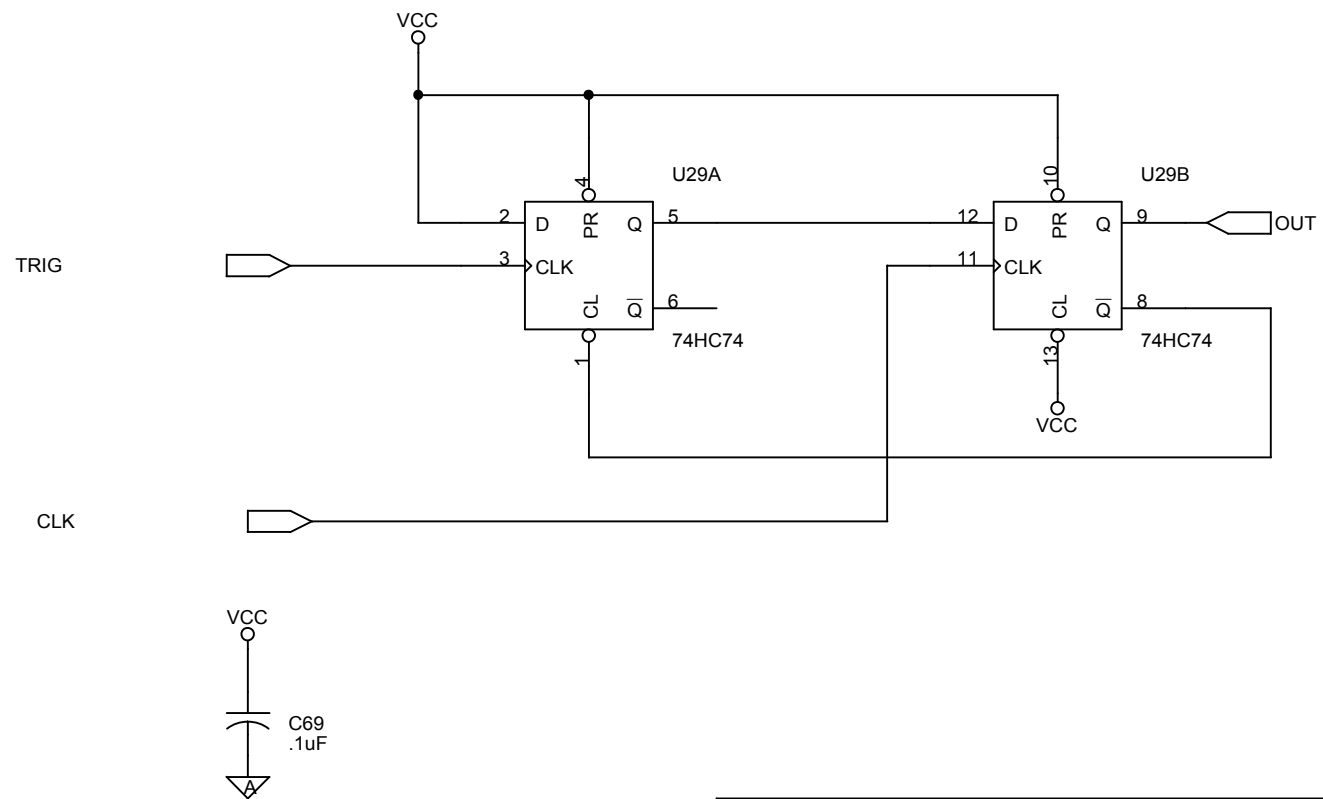 VCC
U29A
U29B
4
10
2
D
PR
Q
5
12
D
PR
Q
9
OUT
TRIG
3
CLK
11
CLK
CL
Q
6
CL
Q
8
74HC74
74HC74
1
13
VCC
CLK
VCC
C69
.1uF
A